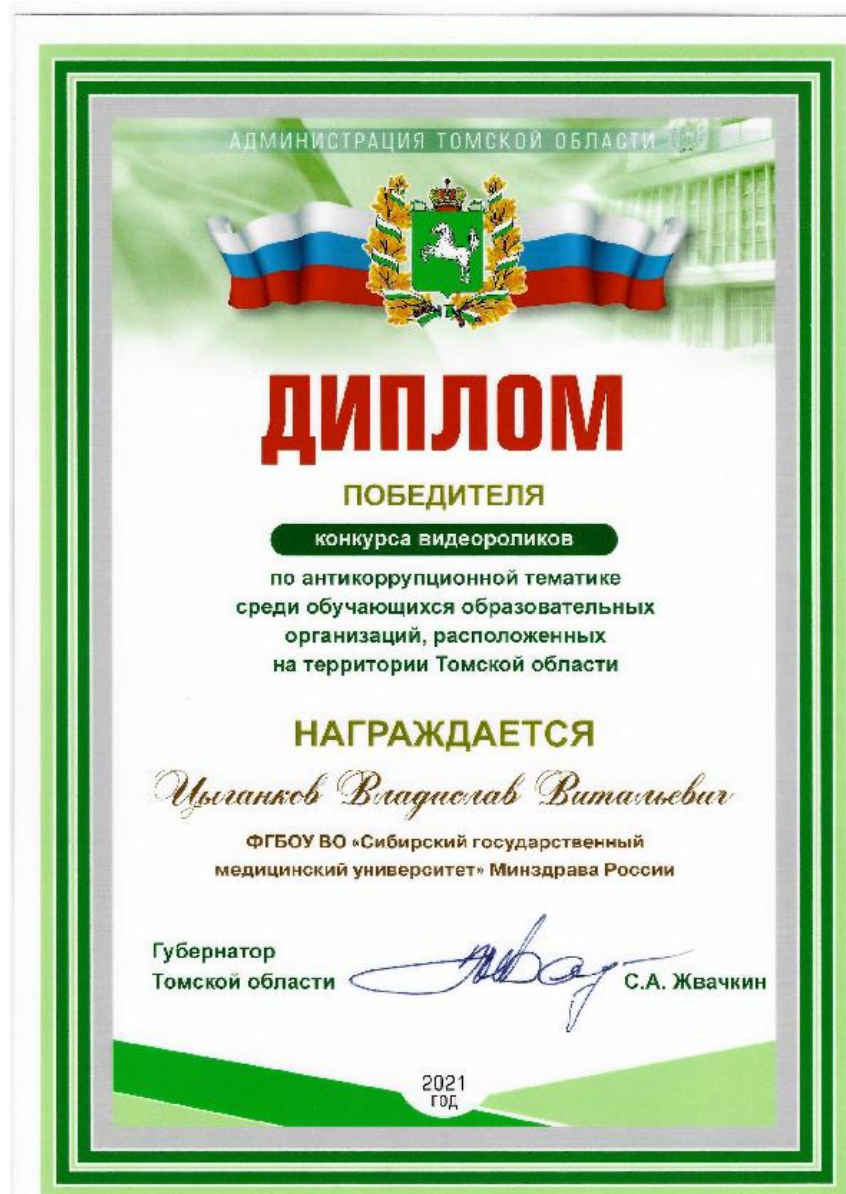 АДМИНИСТРАЦИЯ ТОМСКОЙ ОБЛАСТИ
ДИПЛОМ
ПОБЕДИТЕЛЯ
конкурса видеороликов
по антикоррупционной тематике
среди обучающихся образовательных
организаций, расположенных
на территории Томской области
НАГРАЖДАЕТСЯ
Цыганков Владислав Витальевич
ФГБОУ ВО «Сибирский государственный
медицинский университет» Минздрава России
Губернатор
Томской области С.А. Жвачкин
2021
ГОД